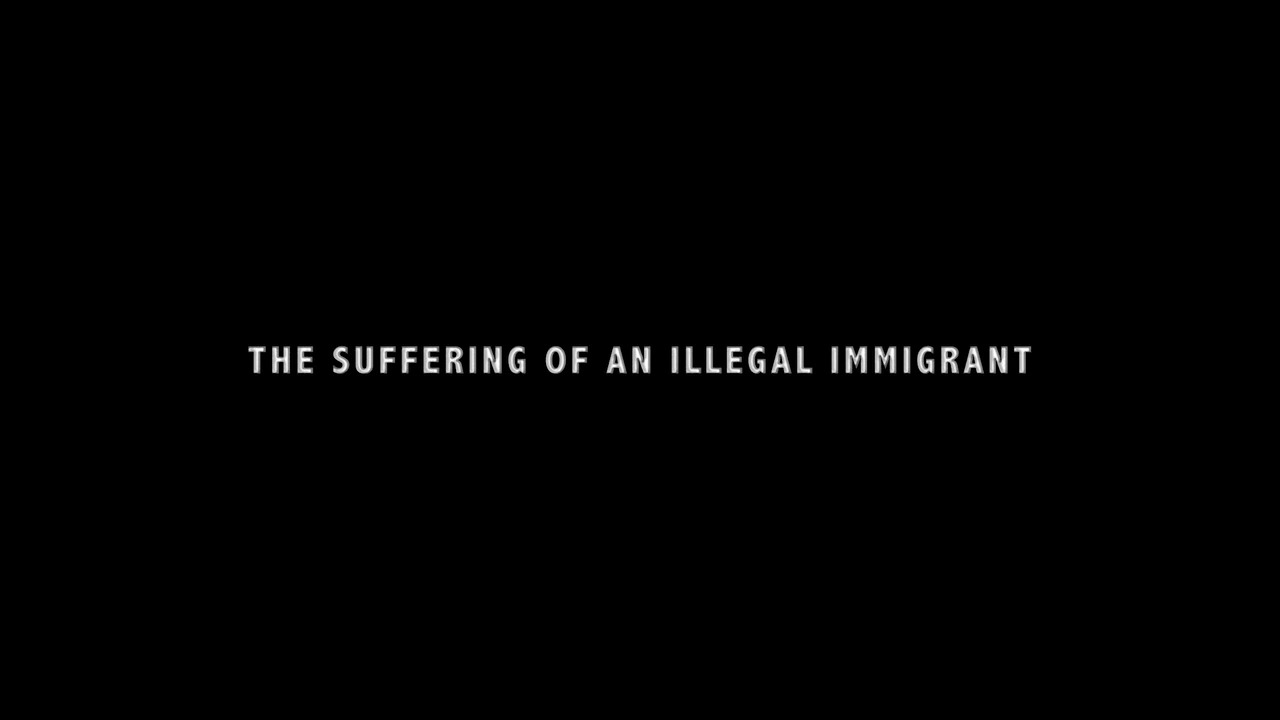 THE SUFFERING OF AN ILLEGAL IMMIGRANT